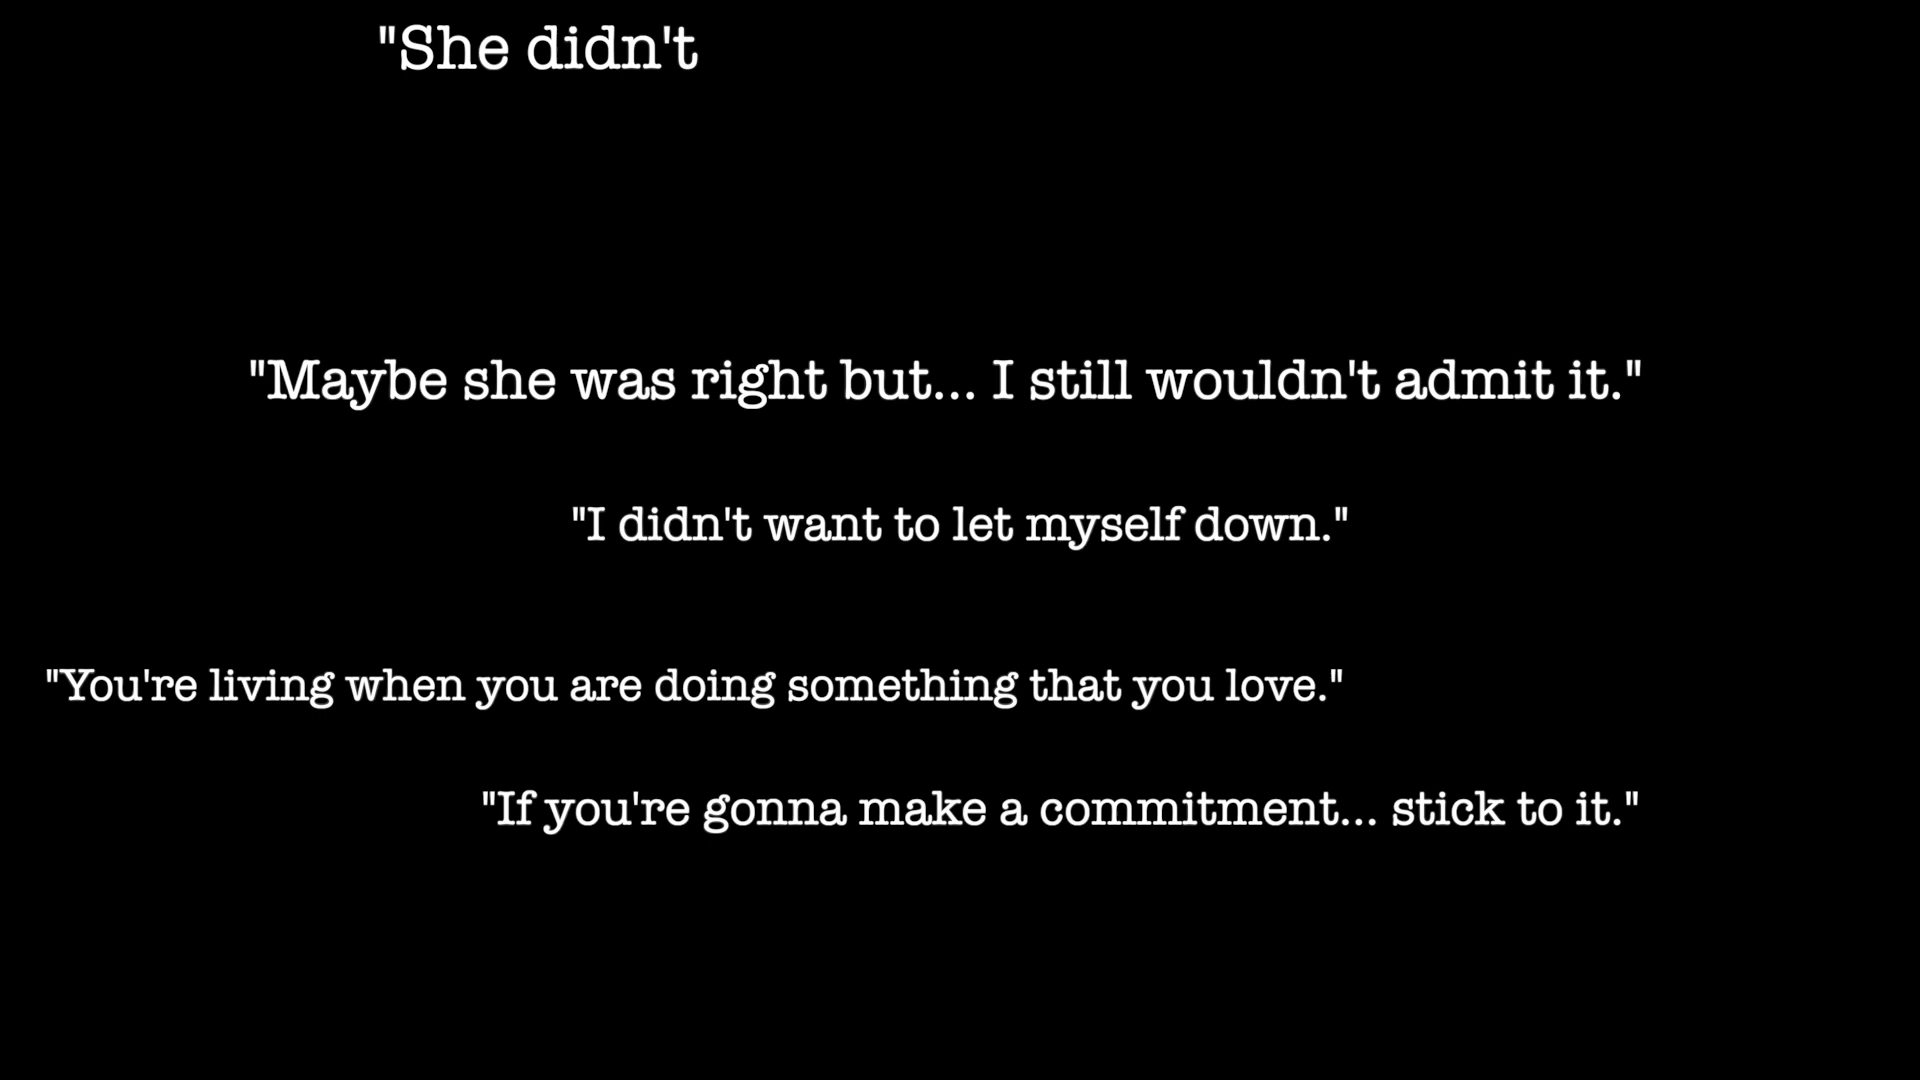 "She didn't
"Maybe she was right but... I still wouldn't admit it."
"I didn't want to let myself down."
"You're living when you are doing something that you love."
"If you're gonna make a commitment... stick to it."